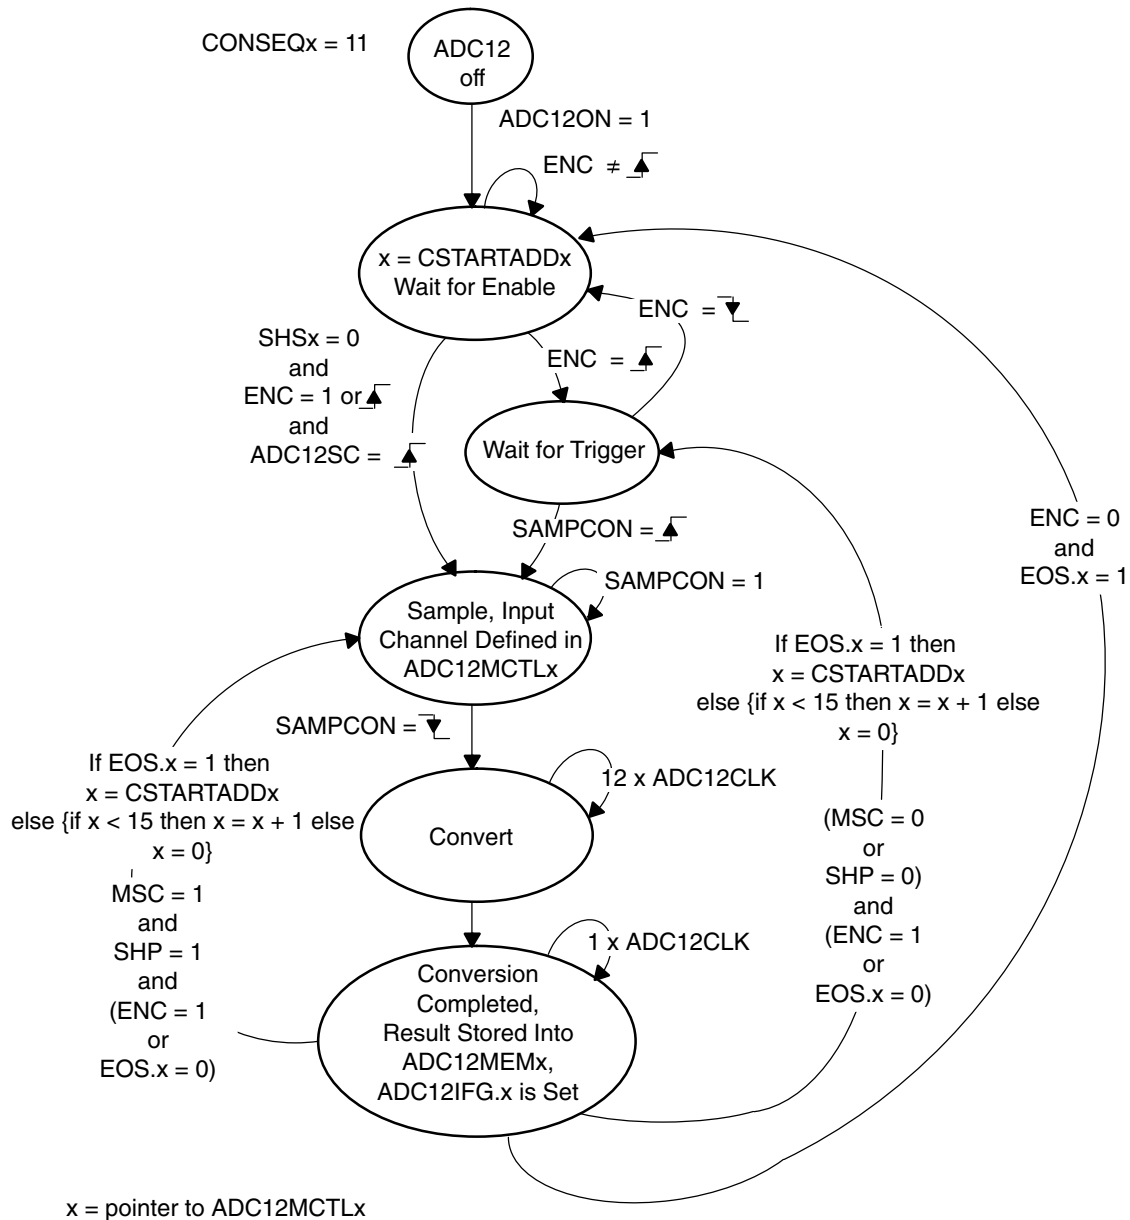 CONSEQx = 11
ADC12
off
ADC12ON = 1
ENC ≠
x = CSTARTADDx
Wait for Enable
ENC =
SHSx = 0
and
ENC = 1 or
and
ADC12SC =
ENC =
Wait for Trigger
SAMPCON =
SAMPCON = 1
Sample, Input
Channel Defined in
ADC12MCTLx
ENC = 0
and
EOS.x = 1
If EOS.x = 1 then
x = CSTARTADDx
else {if x < 15 then x = x + 1 else
x = 0}
(MSC = 0
or
SHP = 0)
and
(ENC = 1
or
EOS.x = 0)
SAMPCON =
12 x ADC12CLK
Convert
If EOS.x = 1 then
x = CSTARTADDx
else {if x < 15 then x = x + 1 else
x = 0}
MSC = 1
and
SHP = 1
and
(ENC = 1
or
EOS.x = 0)
1 x ADC12CLK
Conversion
Completed,
Result Stored Into
ADC12MEMx,
ADC12IFG.x is Set
x = pointer to ADC12MCTLx